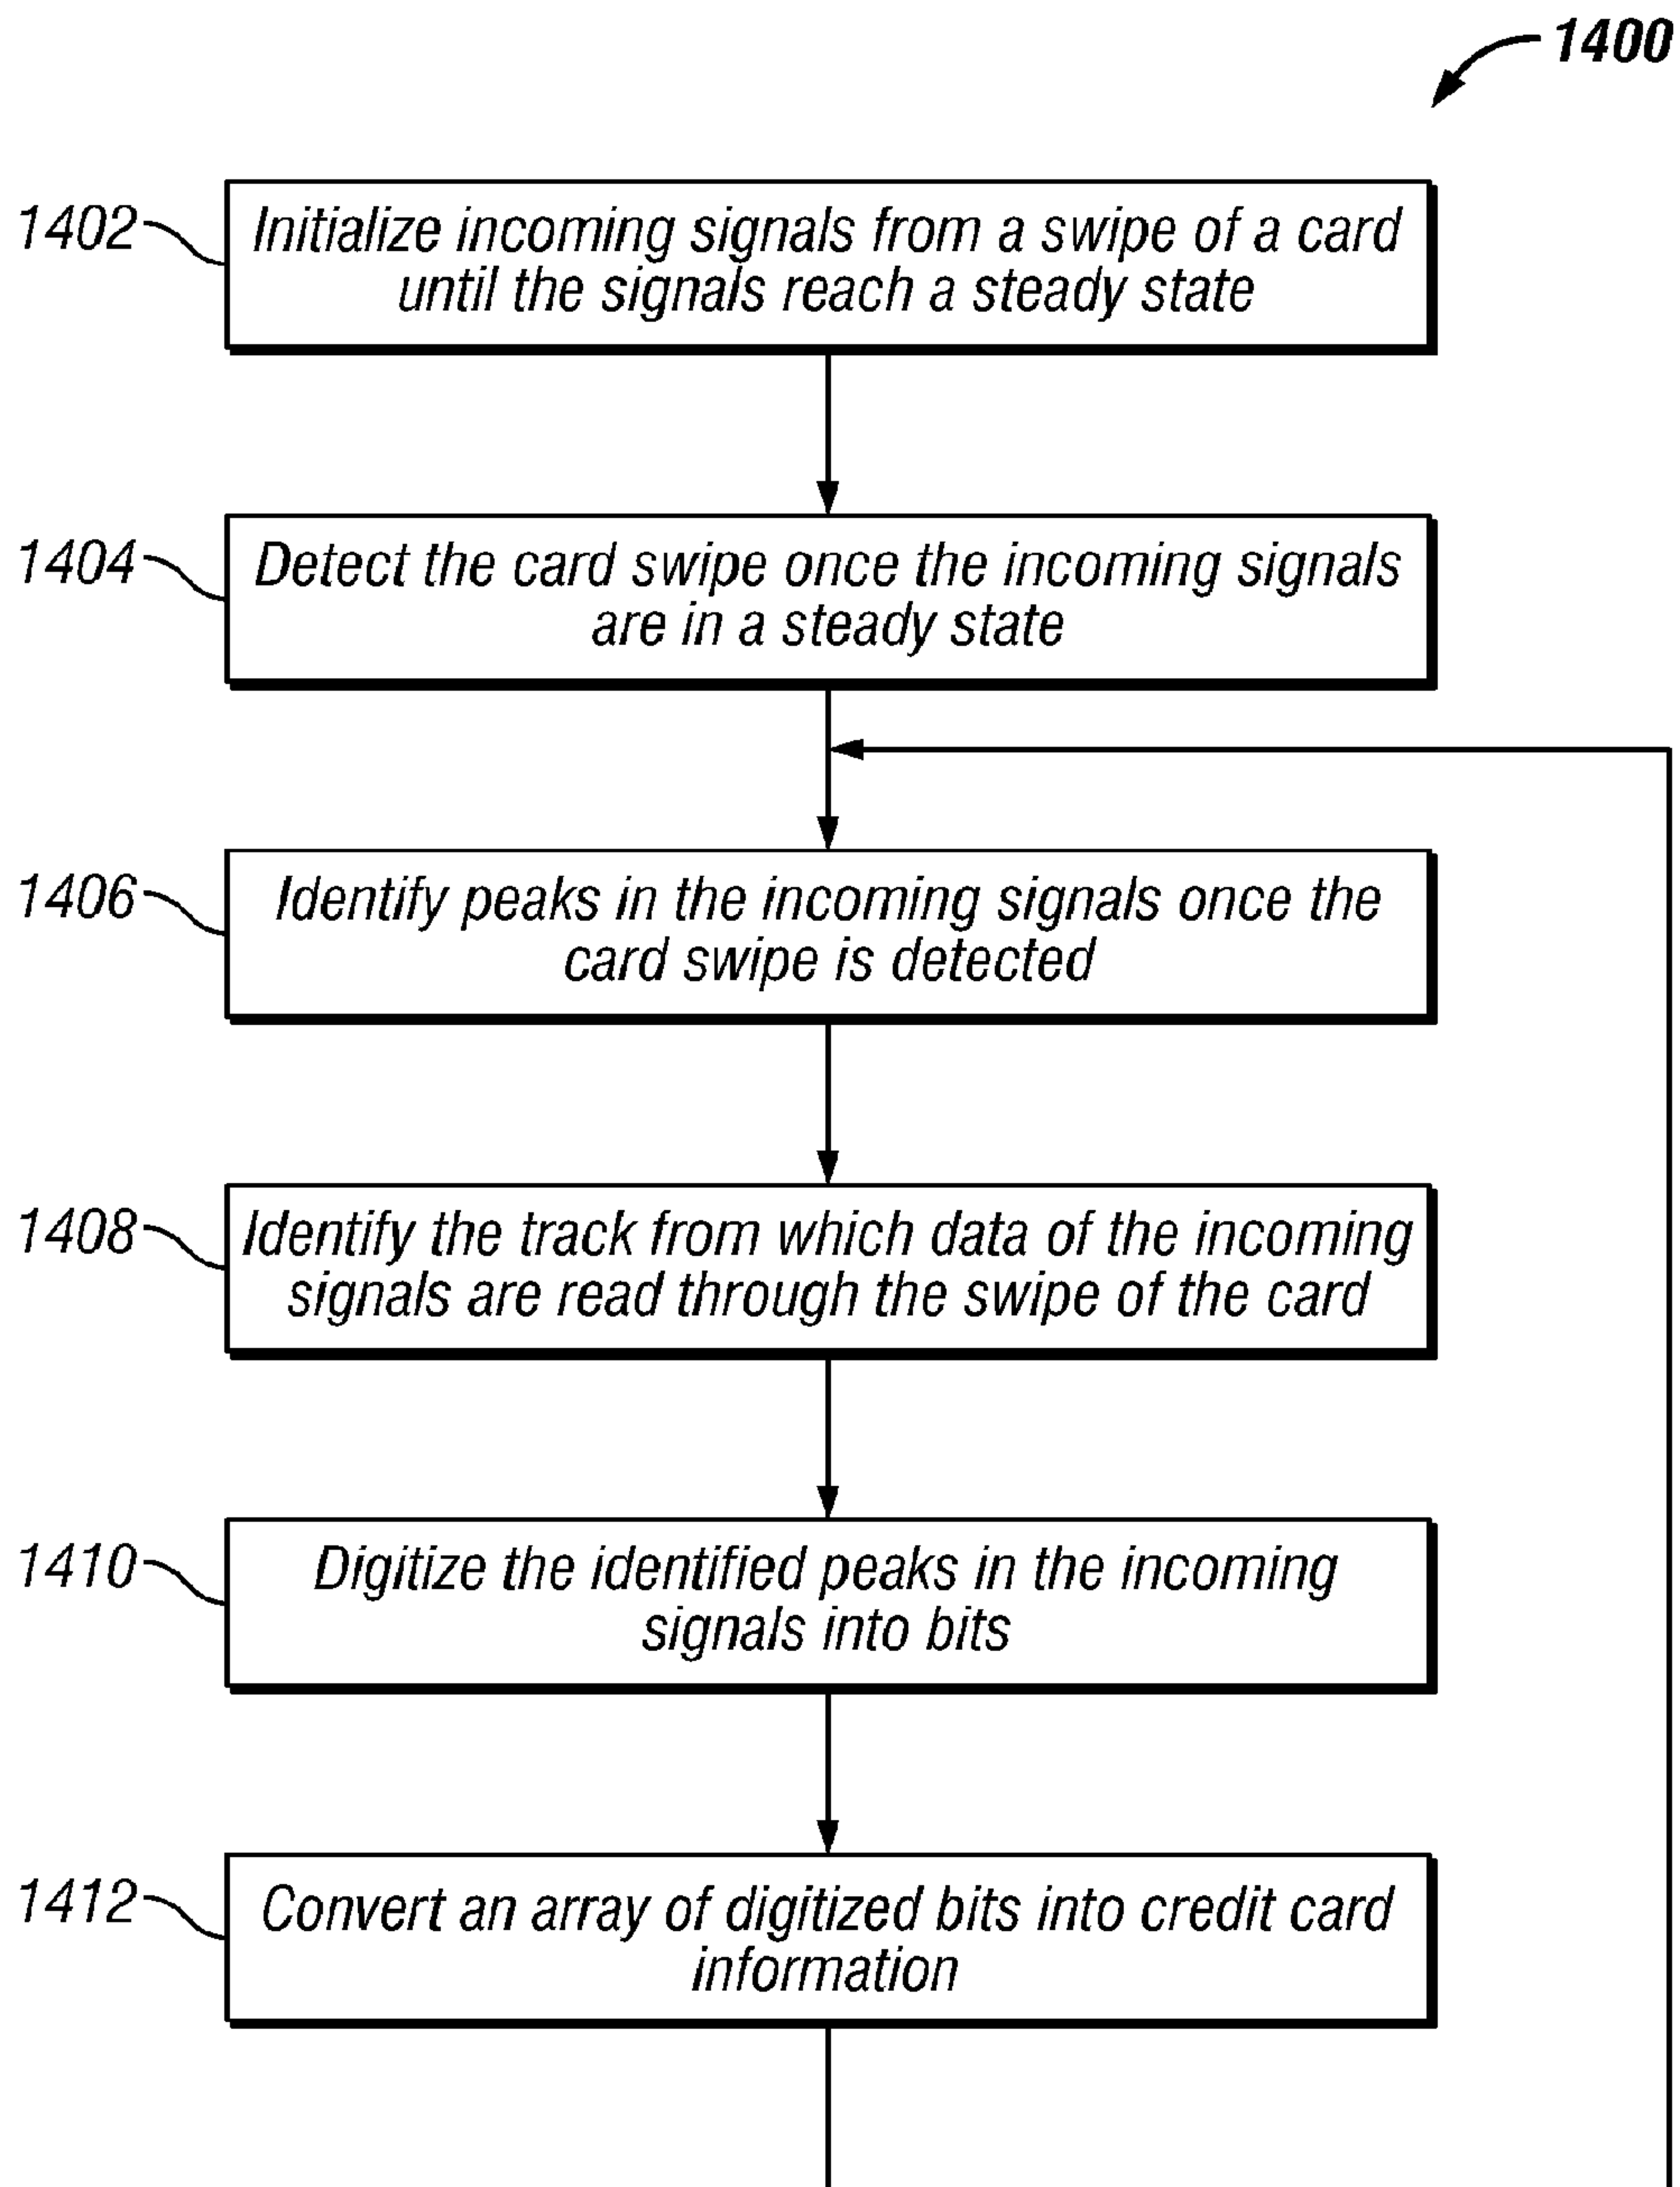 1400
1402
Initialize incoming signals from a swipe of a card
until the signals reach a steady state
1404
Detect the card swipe once the incoming signals
are in a steady state
1406
Identify peaks in the incoming signals once the
card swipe is detected
1408
Identify the track from which data of the incoming
signals are read through the swipe of the card
1410
Digitize the identified peaks in the incoming
signals into bits
1412
Convert an array of digitized bits into credit card
information